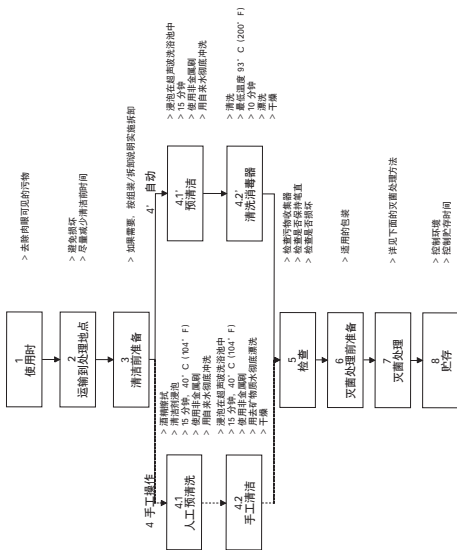 1
使用时
> 去除肉眼可见的污物
2
运输到处理地点
> 避免损坏
> 尽量减少清洁前时间
3
清洁前准备
> 如果需要，按组装/拆卸说明实施拆卸
4 手工操作
4' 自动
4.1
人工预清洗
> 酒精擦拭
> 清洁剂浸泡
> 15 分钟，40° C (104° F)
> 使用非金属刷
> 用自来水彻底冲洗
4.1'
预清洁
> 浸泡在超声波洗浴池中
> 15 分钟
> 使用非金属刷
> 用自来水彻底冲洗
4.2
手工清洁
> 浸泡在超声波洗浴池中
> 15 分钟，40° C (104° F)
> 使用非金属刷
> 用去矿物质水彻底漂洗
> 干燥
4.2'
清洗消毒器
> 清洗
> 最低温度 93° C (200° F)
> 10 分钟
> 漂洗
> 干燥
5
检查
> 检查污物收集器
> 检查是否保持笔直
> 检查是否损坏
6
灭菌处理前准备
> 适用的包装
7
灭菌处理
> 详见下面的灭菌处理方法
8
贮存
> 控制环境
> 控制贮存时间